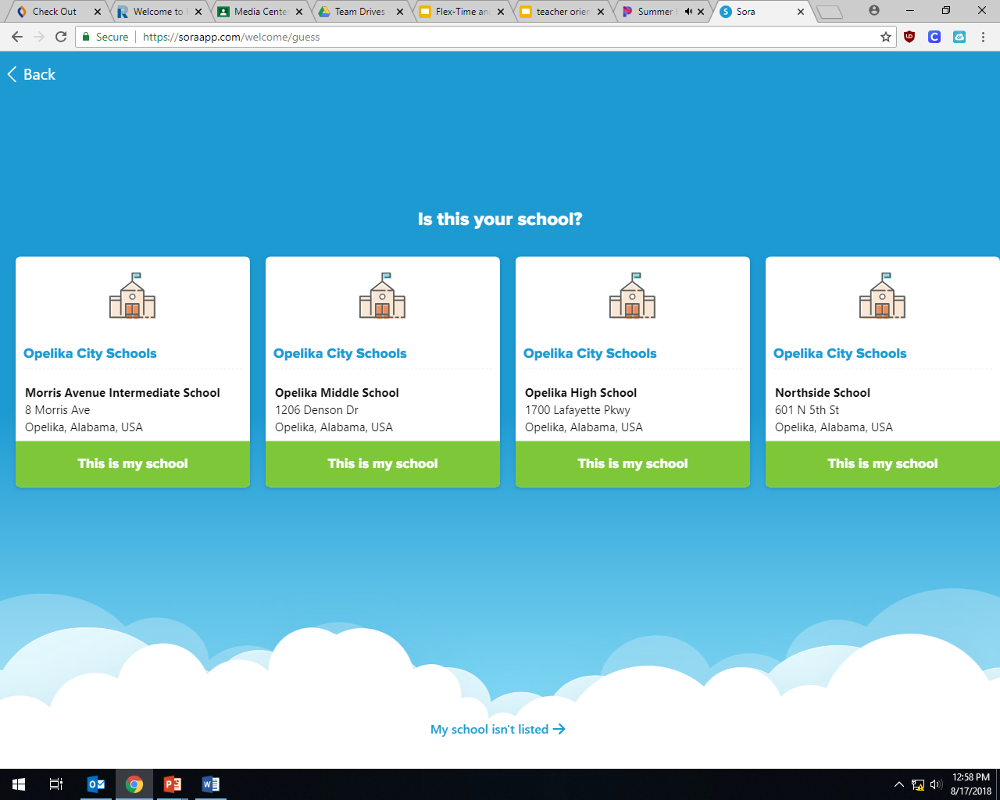 Check Out
Welcome to
Media Cente
Team Drives
Flex-Time an
teacher orie
Summer
Sora
Secure
https://soraapp.com/welcome/guess
Back
Is this your school?
Opelika City Schools
Morris Avenue Intermediate School
8 Morris Ave
Opelika, Alabama, USA
This is my school
Opelika City Schools
Opelika Middle School
1206 Denson Dr
Opelika, Alabama, USA
This is my school
Opelika City Schools
Opelika High School
1700 Lafayette Pkwy
Opelika, Alabama, USA
This is my school
Opelika City Schools
Northside School
601 N 5th St
Opelika, Alabama, USA
This is my school
My school isn't listed
12:58 PM
8/17/2018